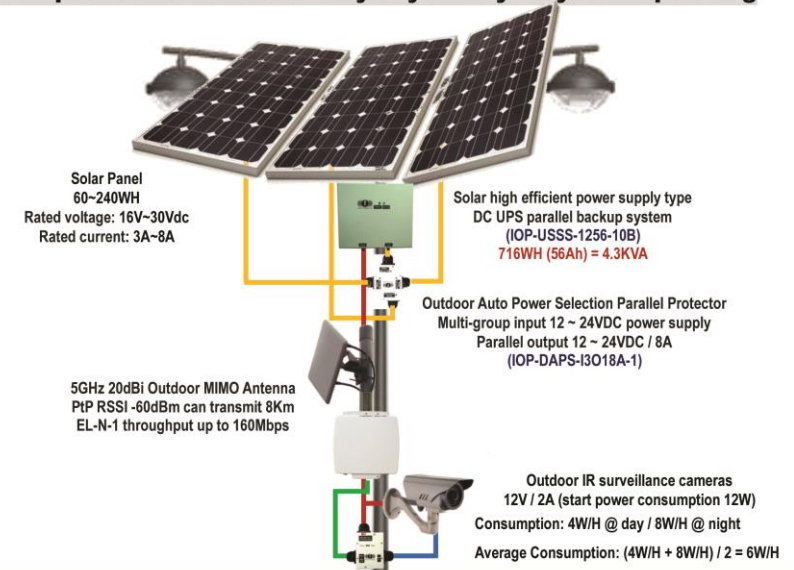 Solar Panel
60~240WH
Rated voltage: 16V~30Vdc
Rated current: 3A~8A
Solar high efficient power supply type
DC UPS parallel backup system
(IOP-USSS-1256-10B)
716WH (56Ah) = 4.3KVA
Outdoor Auto Power Selection Parallel Protector
Multi-group input 12 ~ 24VDC power supply
Parallel output 12 ~ 24VDC / 8A
(IOP-DAPS-I3O18A-1)
5GHz 20dBi Outdoor MIMO Antenna
PtP RSSI -60dBm can transmit 8Km
EL-N-1 throughput up to 160Mbps
Outdoor IR surveillance cameras
12V / 2A (start power consumption 12W)
Consumption: 4W/H @ day / 8W/H @ night
Average Consumption: (4W/H + 8W/H) / 2 = 6W/H